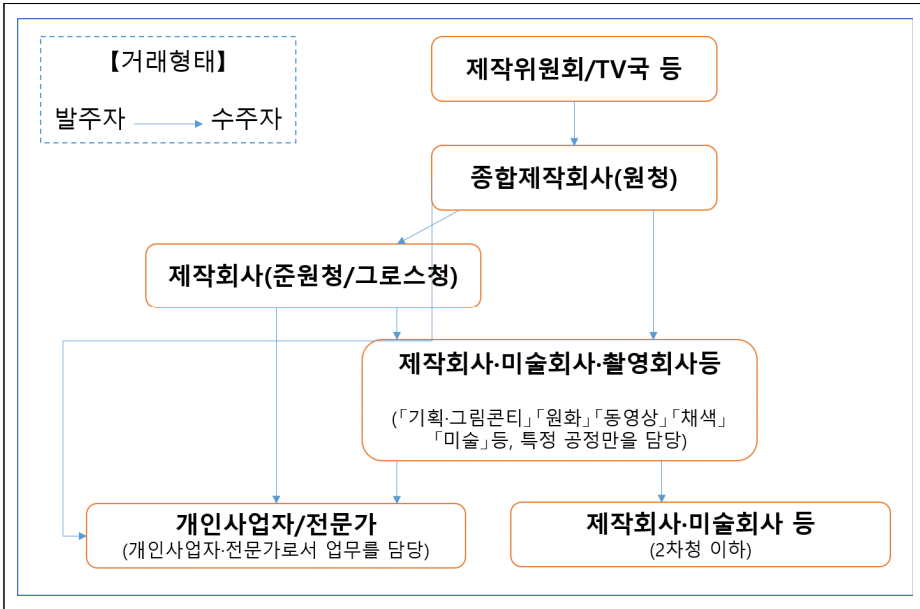 【거래형태】
발주자 수주자
제작위원회/TV국 등
종합제작회사(원청)
제작회사(준원청/그로스청)
제작회사·미술회사·촬영회사등
(｢기획·그림콘티｣｢원화｣｢동영상｣｢채색｣
｢미술｣등, 특정 공정만을 담당)
개인사업자/전문가
(개인사업자·전문가로서 업무를 담당)
제작회사·미술회사 등
(2차청 이하)